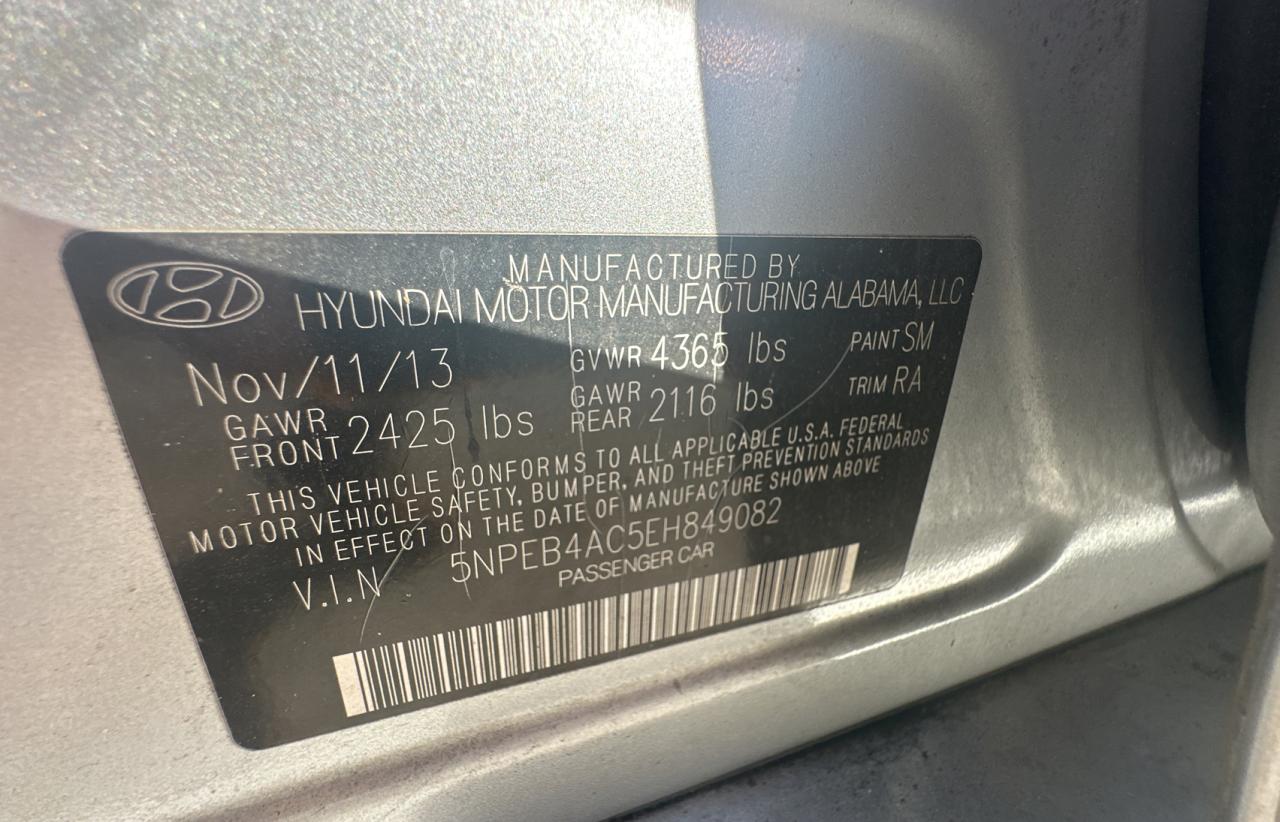 MANUFACTURED BY
HYUNDAI MOTOR MANUFACTURING ALABAMA, LLC
Nov/11/13 GVWR 4365 lbs PAINT SM
GAWR FRONT 2425 lbs GAWR REAR 2116 lbs TRIM RA
THIS VEHICLE CONFORMS TO ALL APPLICABLE U.S.A. FEDERAL
MOTOR VEHICLE SAFETY, BUMPER, AND THEFT PREVENTION STANDARDS
IN EFFECT ON THE DATE OF MANUFACTURE SHOWN ABOVE
V.I.N 5NPEB4AC5EH849082
PASSENGER CAR